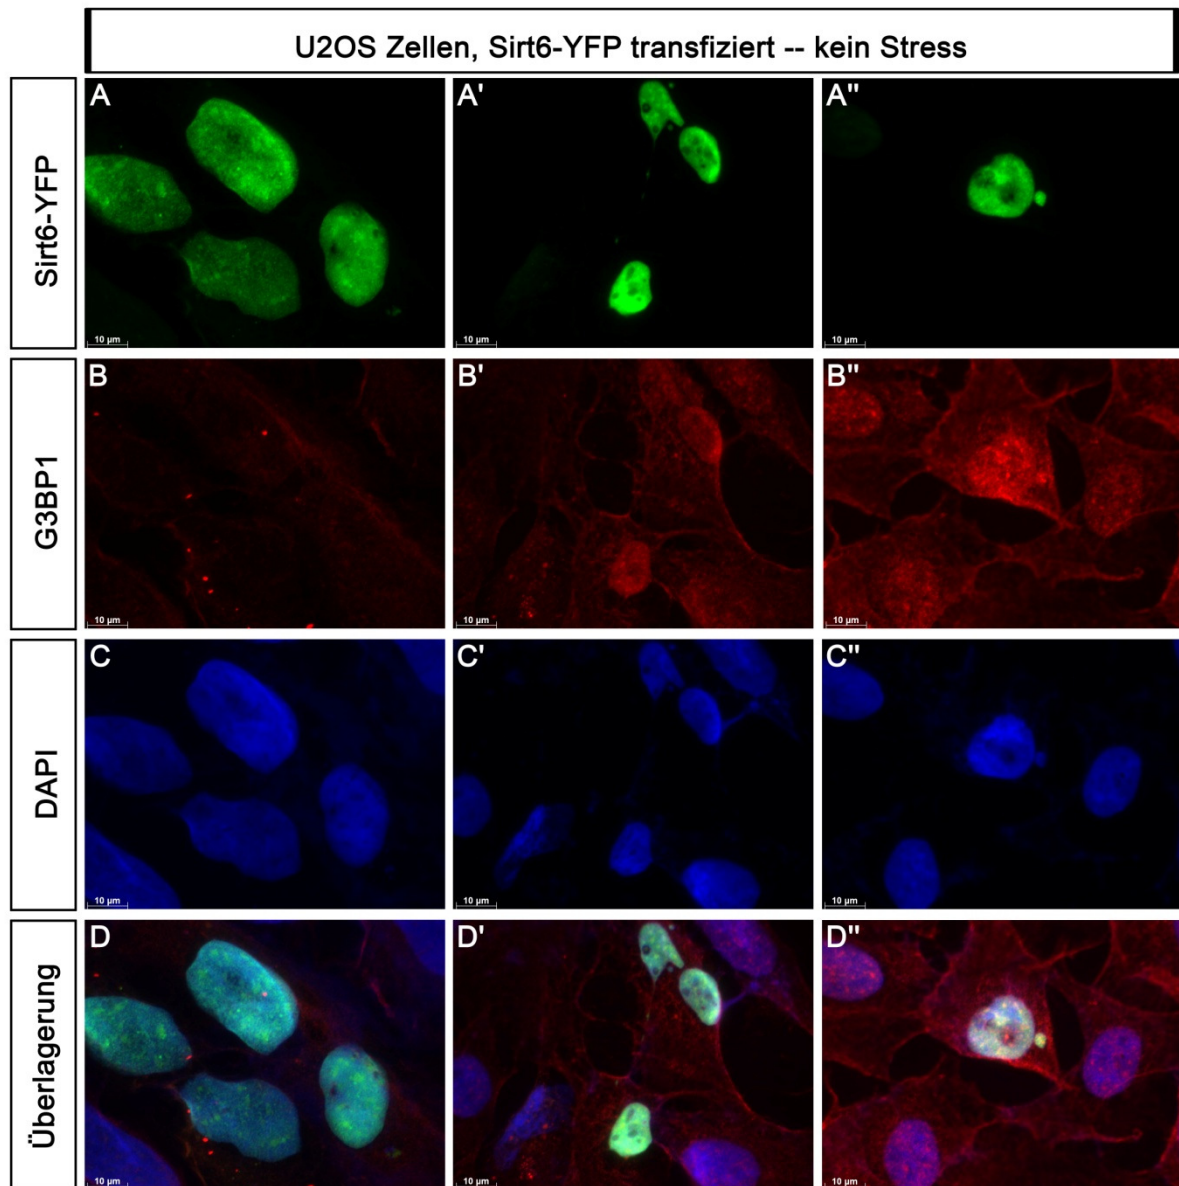 U2OS Zellen, Sirt6-YFP transfiziert -- kein Stress
Sirt6-YFP
A
10 µm
A'
10 µm
A''
10 µm
G3BP1
B
10 µm
B'
10 µm
B''
10 µm
DAPI
C
10 µm
C'
10 µm
C''
10 µm
Überlagerung
D
10 µm
D'
10 µm
D''
10 µm